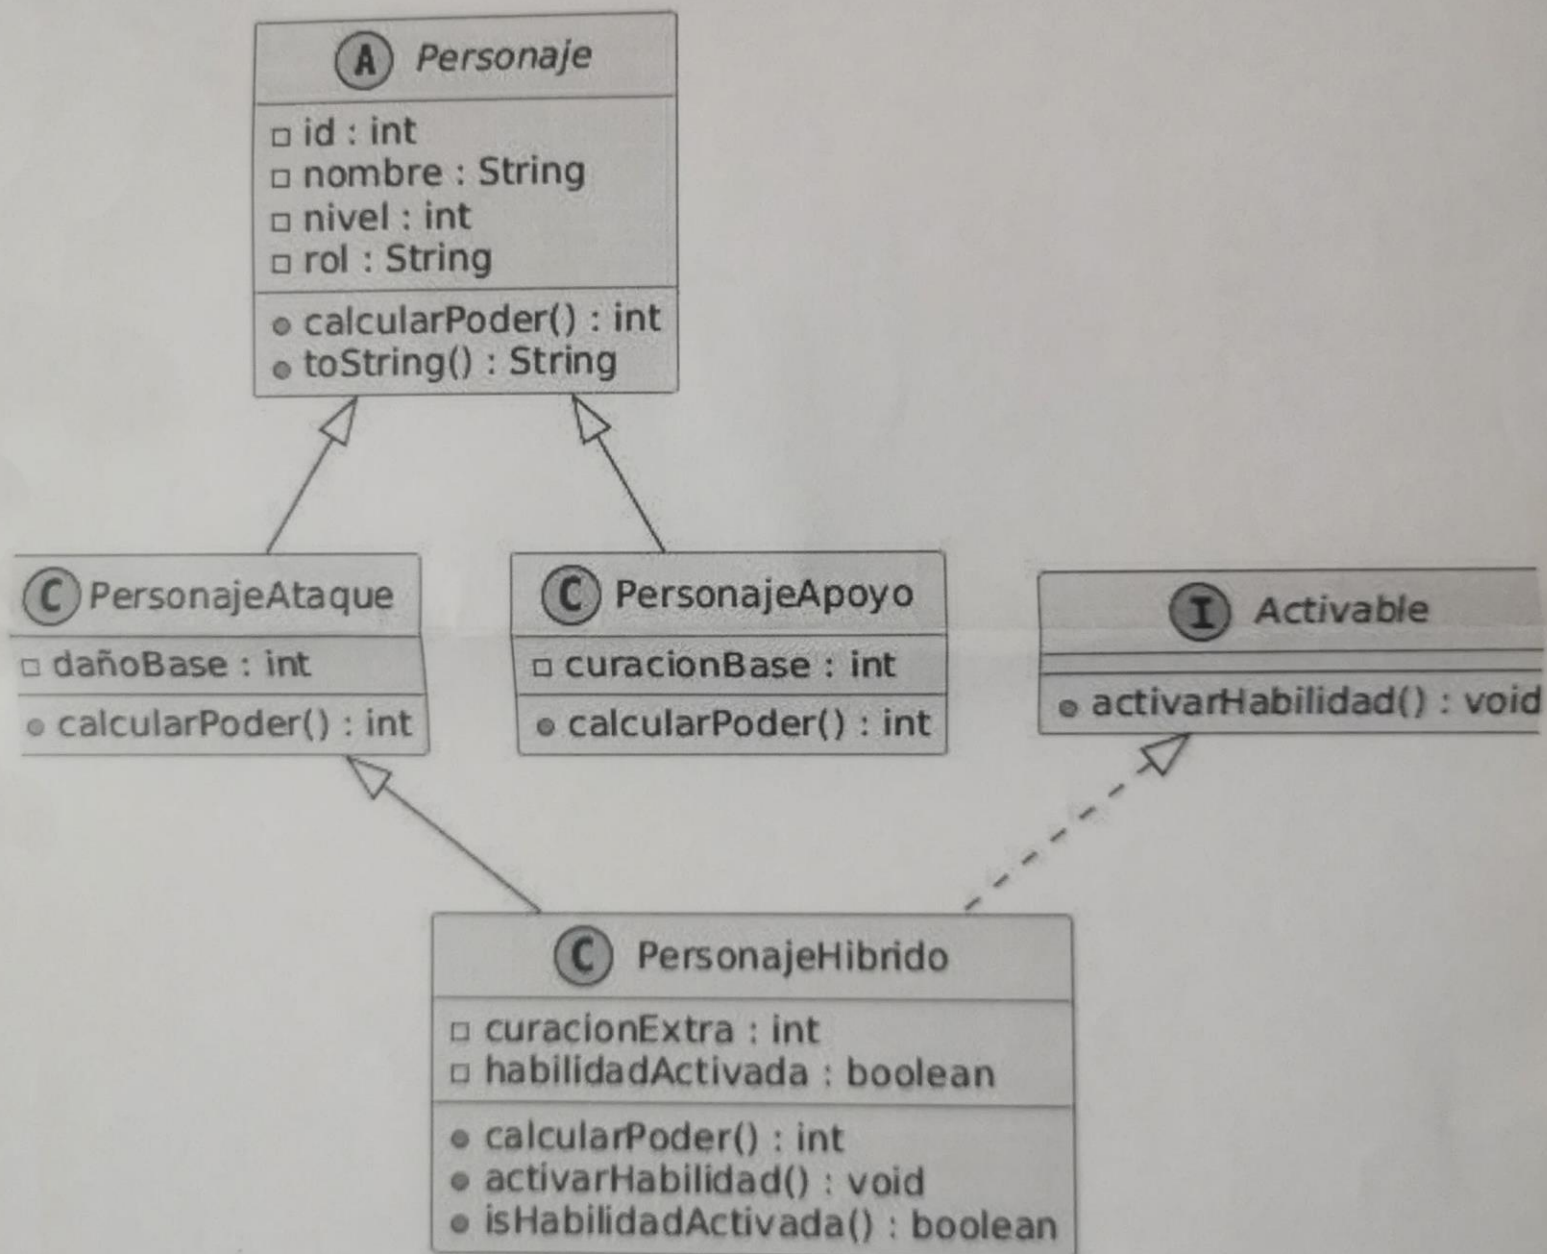 A Personaje
id : int
nombre : String
nivel : int
rol : String
calcularPoder() : int
toString() : String
C PersonajeAtaque
dañoBase : int
calcularPoder() : int
C PersonajeApoyo
curacionBase : int
calcularPoder() : int
I Activable
activarHabilidad() : void
C PersonajeHibrido
curacionExtra : int
habilidadActivada : boolean
calcularPoder() : int
activarHabilidad() : void
isHabilidadActivada() : boolean